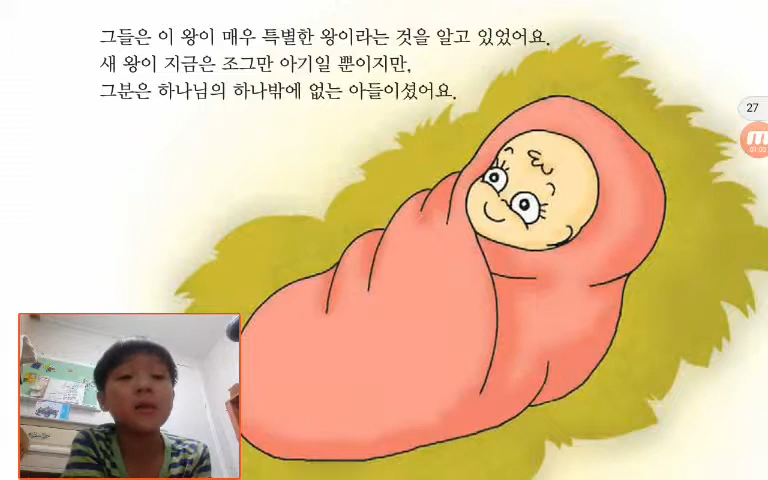 그들은 이 왕이 매우 특별한 왕이라는 것을 알고 있었어요.
새 왕이 지금은 조그만 아기일 뿐이지만,
그분은 하나님의 하나밖에 없는 아들이셨어요.
27